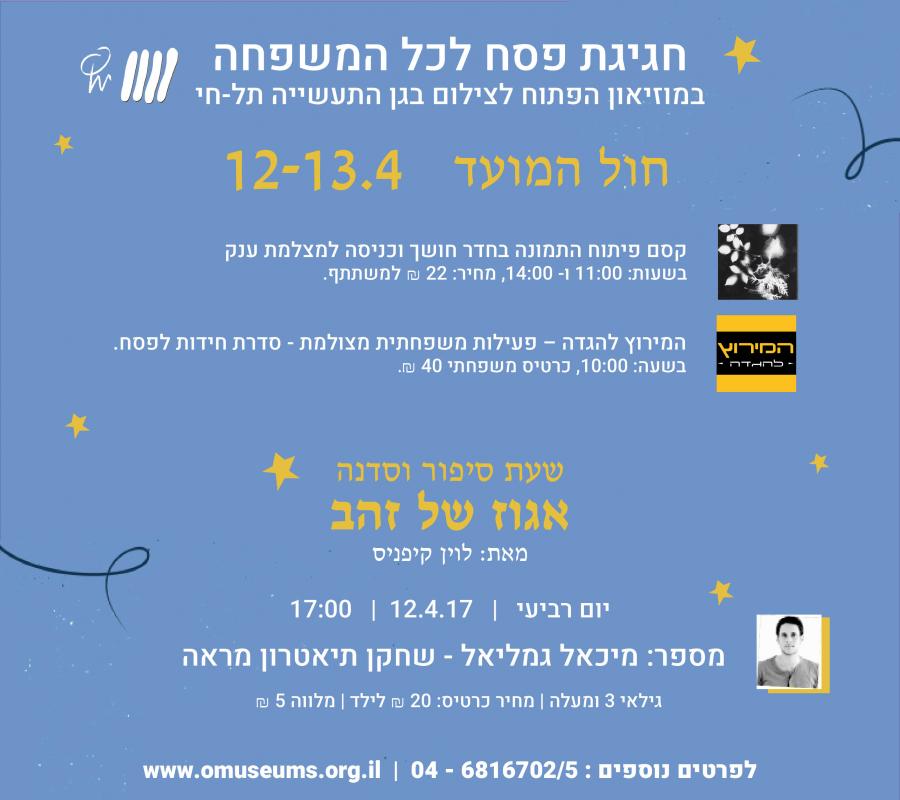 חגיגת פסח לכל המשפחה
במוזיאון הפתוח לצילום בגן התעשייה תל-חי
חול המועד 12-13.4
קסם פיתוח התמונה בחדר חושך וכניסה למצלמת ענק
בשעות: 11:00 ו- 14:00, מחיר: 22 ₪ למשתתף.
המירוץ
להגדה
המירוץ להגדה – פעילות משפחתית מצולמת - סדרת חידות לפסח.
בשעה: 10:00, כרטיס משפחתי 40 ₪.
שעת סיפור וסדנה
אגוז של זהב
מאת: לוין קיפניס
יום רביעי | 12.4.17 | 17:00
מספר: מיכאל גמליאל - שחקן תיאטרון מראה
גילאי 3 ומעלה | מחיר כרטיס: 20 ₪ לילד | מלווה 5 ₪
לפרטים נוספים : 04 - 6816702/5 | www.omuseums.org.il